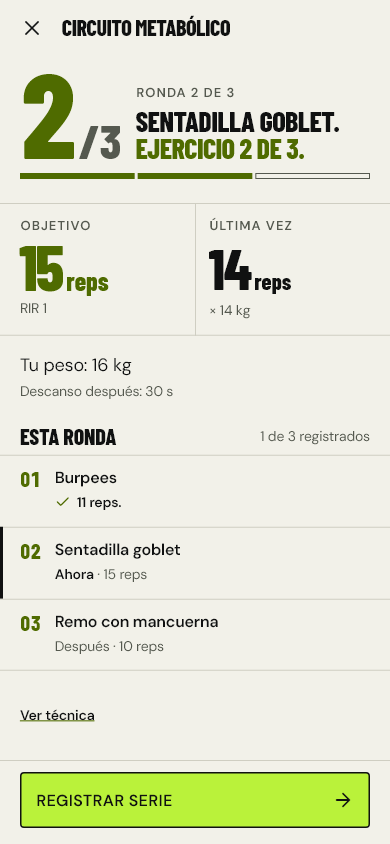 CIRCUITO METABÓLICO
2/3
RONDA 2 DE 3
SENTADILLA GOBLET.
EJERCICIO 2 DE 3.
OBJETIVO
15 reps
RIR 1
ÚLTIMA VEZ
14 reps
× 14 kg
Tu peso: 16 kg
Descanso después: 30 s
ESTA RONDA
1 de 3 registrados
01 Burpees
11 reps.
02 Sentadilla goblet
Ahora · 15 reps
03 Remo con mancuerna
Después · 10 reps
Ver técnica
REGISTRAR SERIE